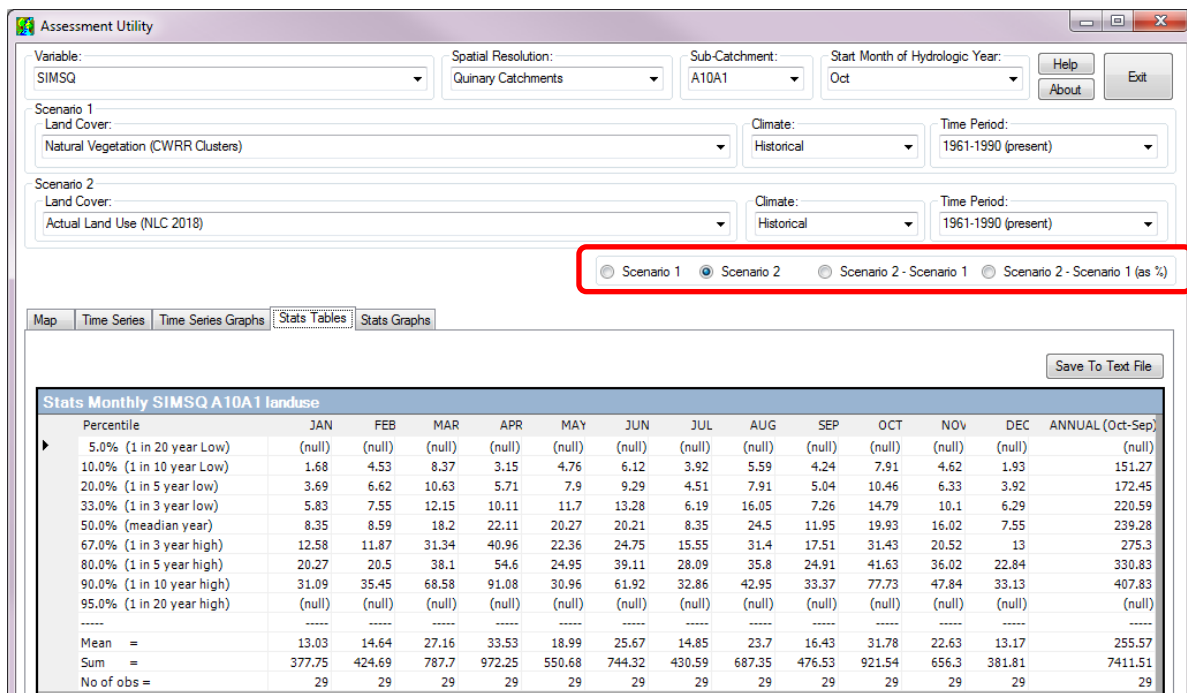 Assessment Utility
Variable: Spatial Resolution: Sub-Catchment: Start Month of Hydrologic Year:
SIMSQ Quinary Catchments A10A1 Oct Help Exit
About
Scenario 1
Land Cover: Climate: Time Period:
Natural Vegetation (CWRR Clusters) Historical 1961-1990 (present)
Scenario 2
Land Cover: Climate: Time Period:
Actual Land Use (NLC 2018) Historical 1961-1990 (present)
Scenario 1 Scenario 2 Scenario 2 - Scenario 1 Scenario 2 - Scenario 1 (as %)
Map Time Series Time Series Graphs Stats Tables Stats Graphs
Save To Text File
Stats Monthly SIMSQ A10A1 landuse
Percentile JAN FEB MAR APR MAY JUN JUL AUG SEP OCT NOV DEC ANNUAL (Oct-Sep)
5.0% (1 in 20 year Low) (null) (null) (null) (null) (null) (null) (null) (null) (null) (null) (null) (null) (null)
10.0% (1 in 10 year Low) 1.68 4.53 8.37 3.15 4.76 6.12 3.92 5.59 4.24 7.91 4.62 1.93 151.27
20.0% (1 in 5 year low) 3.69 6.62 10.63 5.71 7.9 9.29 4.51 7.91 5.04 10.46 6.33 3.92 172.45
33.0% (1 in 3 year low) 5.83 7.55 12.15 10.11 11.7 13.28 6.19 16.05 7.26 14.79 10.1 6.29 220.59
50.0% (meadian year) 8.35 8.59 18.2 22.11 20.27 20.21 8.35 24.5 11.95 19.93 16.02 7.55 239.28
67.0% (1 in 3 year high) 12.58 11.87 31.34 40.96 22.36 24.75 15.55 31.4 17.51 31.43 20.52 13 275.3
80.0% (1 in 5 year high) 20.27 20.5 38.1 54.6 24.95 39.11 28.09 35.8 24.91 41.63 36.02 22.84 330.83
90.0% (1 in 10 year high) 31.09 35.45 68.58 91.08 30.96 61.92 32.86 42.95 33.37 77.73 47.84 33.13 407.83
95.0% (1 in 20 year high) (null) (null) (null) (null) (null) (null) (null) (null) (null) (null) (null) (null) (null)
----- ----- ----- ----- ----- ----- ----- ----- ----- ----- ----- ----- ----- -----
Mean = 13.03 14.64 27.16 33.53 18.99 25.67 14.85 23.7 16.43 31.78 22.63 13.17 255.57
Sum = 377.75 424.69 787.7 972.25 550.68 744.32 430.59 687.35 476.53 921.54 656.3 381.81 7411.51
No of obs = 29 29 29 29 29 29 29 29 29 29 29 29 29